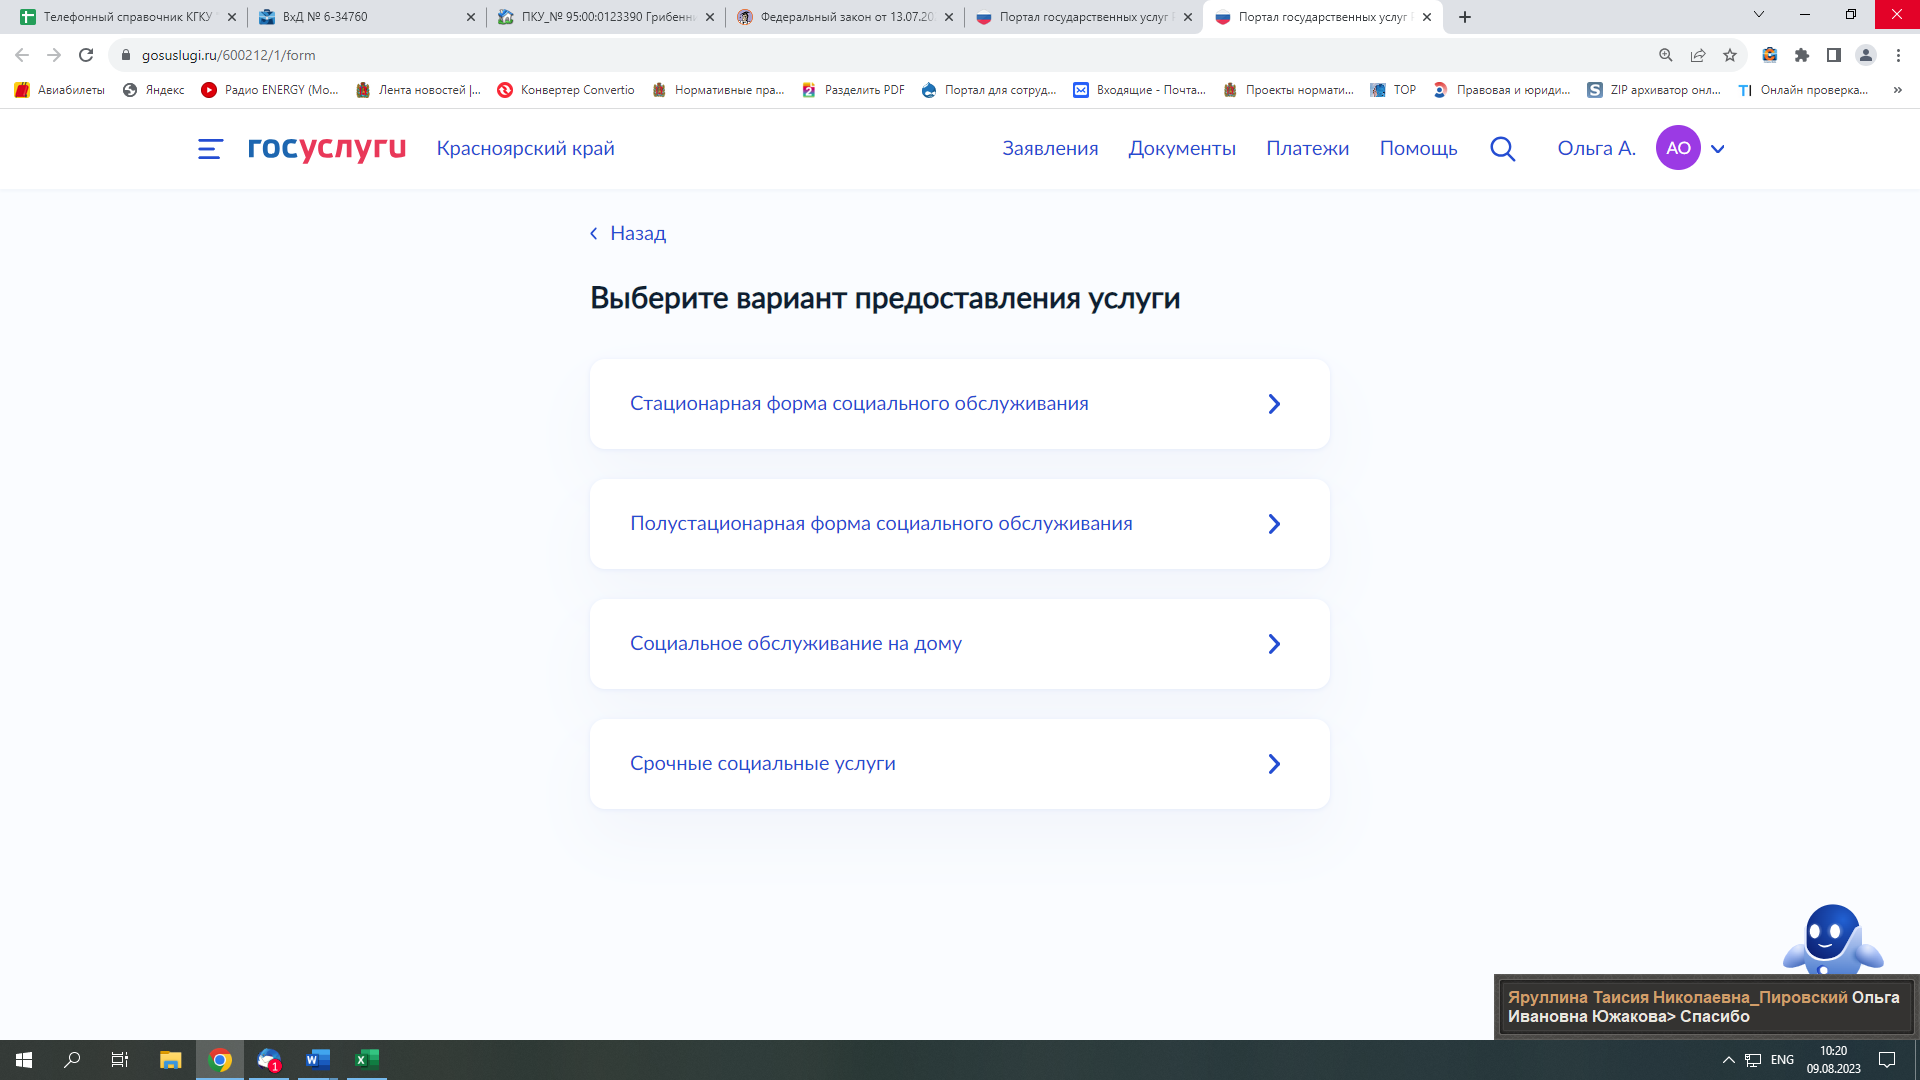 Телефонный справочник КГКУ
ВхД № 6-34760
ПКУ_№ 95:00:0123390 Грибенн
Федеральный закон от 13.07.20
Портал государственных услуг
Портал государственных услуг
gosuslugi.ru/600212/1/form
Авиабилеты
Яндекс
Радио ENERGY (Мо...
Лента новостей |...
Конвертер Convertio
Нормативные пра...
Разделить PDF
Портал для сотруд...
Входящие - Почта...
Проекты нормати...
ТОР
Правовая и юриди...
ZIP архиватор онл...
Онлайн проверка...
госуслуги
Красноярский край
Заявления
Документы
Платежи
Помощь
Ольга А.
АО
Назад
Выберите вариант предоставления услуги
Стационарная форма социального обслуживания
Полустационарная форма социального обслуживания
Социальное обслуживание на дому
Срочные социальные услуги
Яруллина Таисия Николаевна_Пировский Ольга
Ивановна Южакова> Спасибо
1
ENG
10:20
09.08.2023